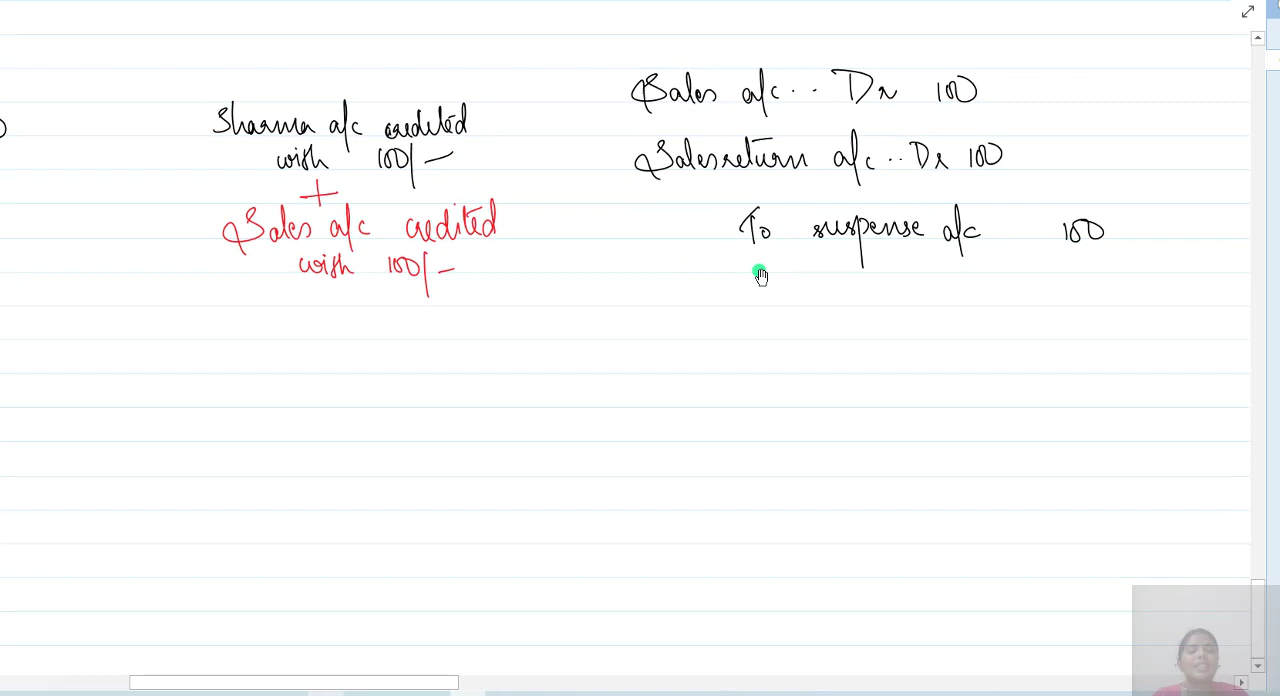 Sharma a/c credited
with 100/-
+
Sales a/c credited
with 100/-
Sales a/c... Dr 100
Salesreturn a/c... Dr 100
To suspense a/c 100